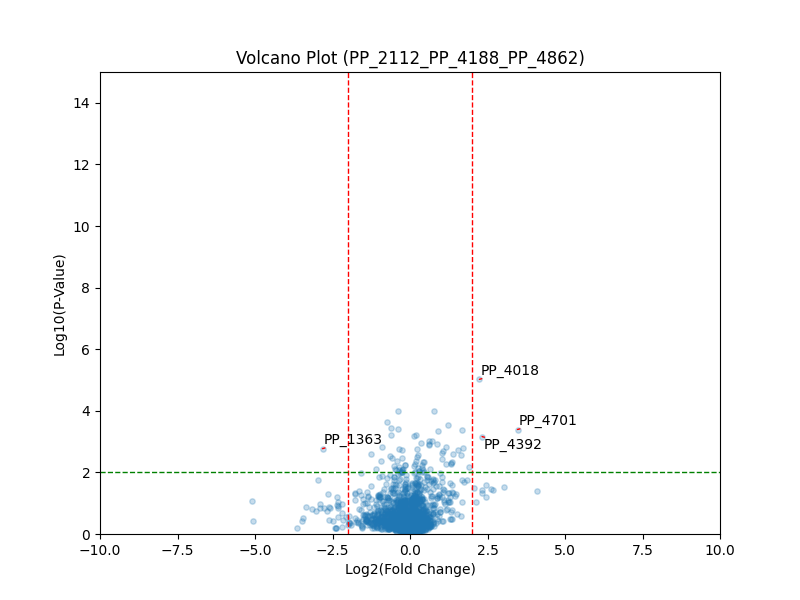 Volcano Plot (PP_2112_PP_4188_PP_4862)
Log10(P-Value)
14
12
10
8
6
4
2
0
PP_4018
PP_4701
PP_1363
PP_4392
−10.0 −7.5 −5.0 −2.5 0.0 2.5 5.0 7.5 10.0
Log2(Fold Change)